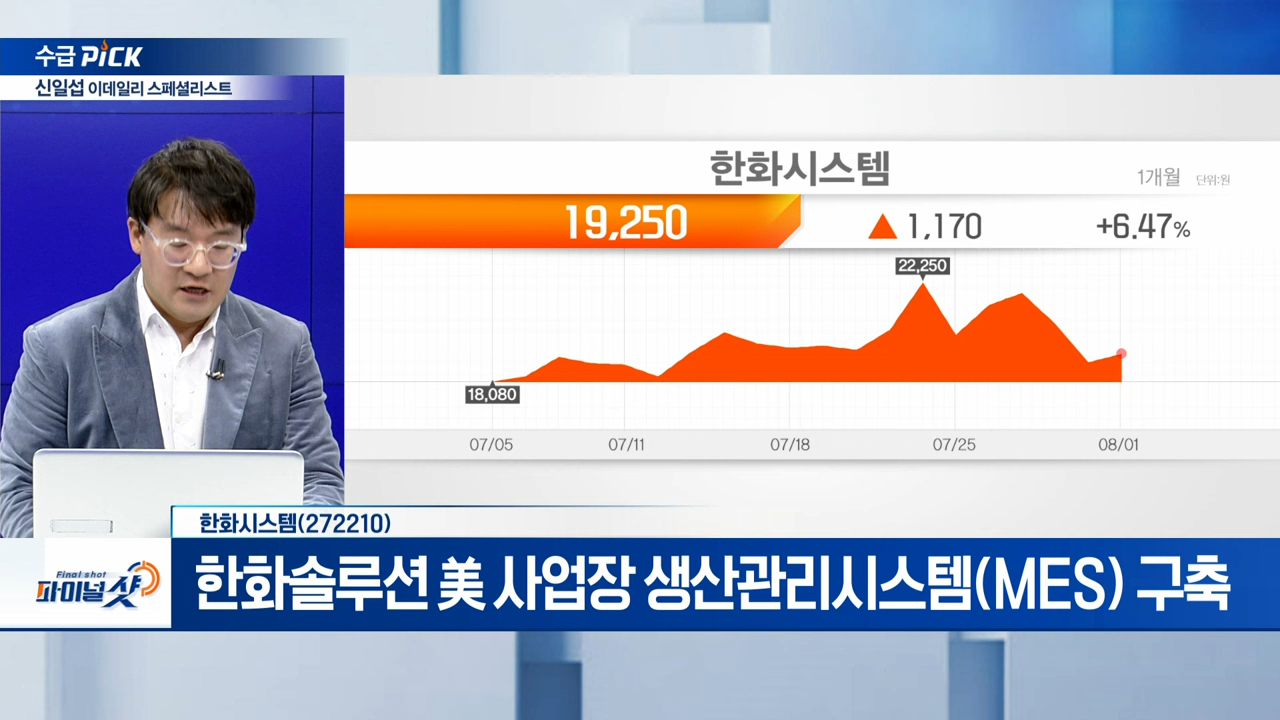 수급 PiCK
신일섭 이데일리 스페셜리스트
한화시스템
1개월 단위:원
19,250 ▲ 1,170 +6.47%
22,250
18,080
07/05 07/11 07/18 07/25 08/01
한화시스템(272210)
Final shot
파이널샷
한화솔루션 美 사업장 생산관리시스템(MES) 구축